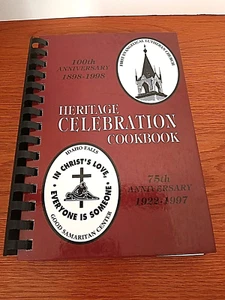 100th
ANNIVERSARY
1898-1998
FIRST EVANGELICAL LUTHERAN CHURCH
HERITAGE
CELEBRATION
COOKBOOK
IDAHO FALLS
IN CHRIST'S LOVE,
EVERYONE IS SOMEONE
GOOD SAMARITAN CENTER
75th
ANNIVERSARY
1922-1997